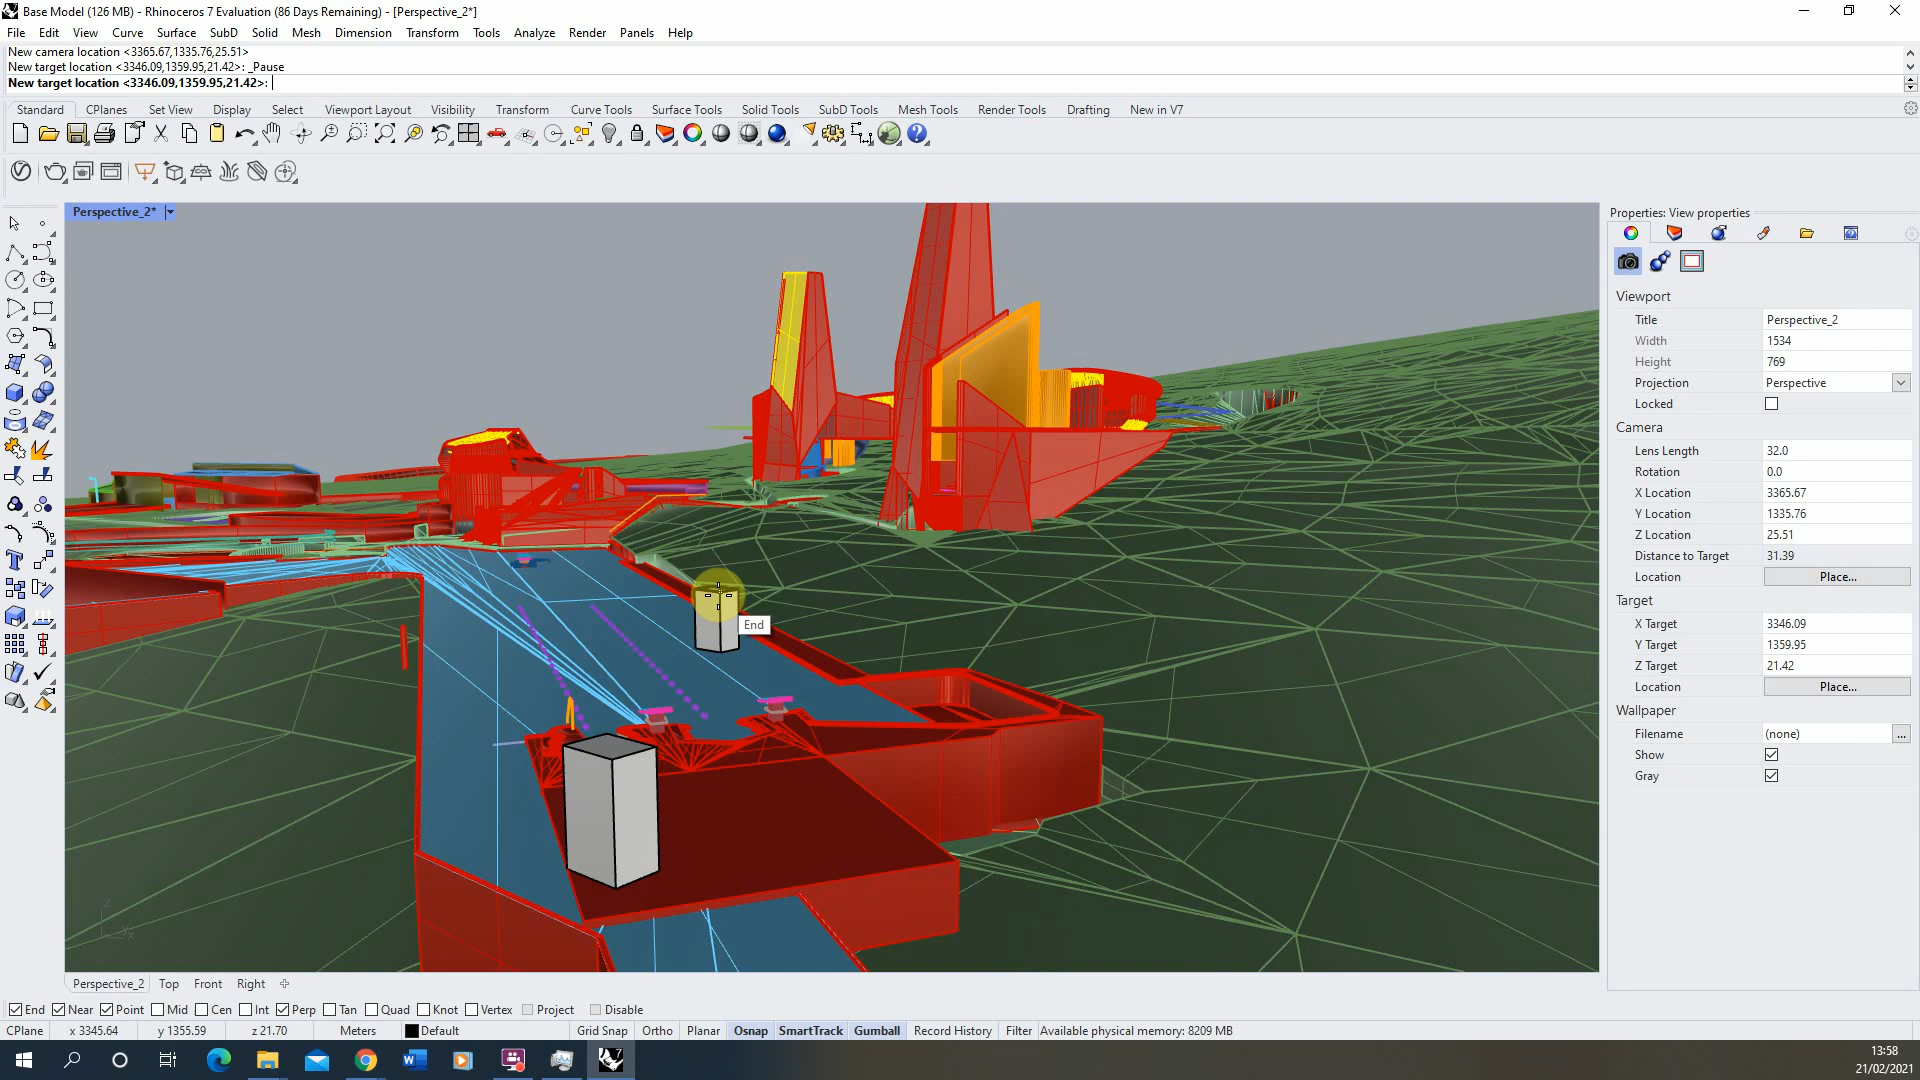 Base Model (126 MB) - Rhinoceros 7 Evaluation (86 Days Remaining) - [Perspective_2*]
File Edit View Curve Surface SubD Solid Mesh Dimension Transform Tools Analyze Render Panels Help
New camera location <3365.67,1335.76,25.51>
New target location <3346.09,1359.95,21.42>: _Pause
New target location <3346.09,1359.95,21.42>:
Standard CPlanes Set View Display Select Viewport Layout Visibility Transform Curve Tools Surface Tools Solid Tools SubD Tools Mesh Tools Render Tools Drafting New in V7
Perspective_2*
Properties: View properties
Viewport
Title Perspective_2
Width 1534
Height 769
Projection Perspective
Locked
Camera
Lens Length 32.0
Rotation 0.0
X Location 3365.67
Y Location 1335.76
Z Location 25.51
Distance to Target 31.39
Location Place...
Target
X Target 3346.09
Y Target 1359.95
Z Target 21.42
Location Place...
Wallpaper
Filename (none) ...
Show
Gray
End
Perspective_2 Top Front Right
End Near Point Mid Cen Int Perp Tan Quad Knot Vertex Project Disable
CPlane x 3345.64 y 1355.59 z 21.70 Meters Default Grid Snap Ortho Planar Osnap SmartTrack Gumball Record History Filter Available physical memory: 8209 MB
13:58
21/02/2021